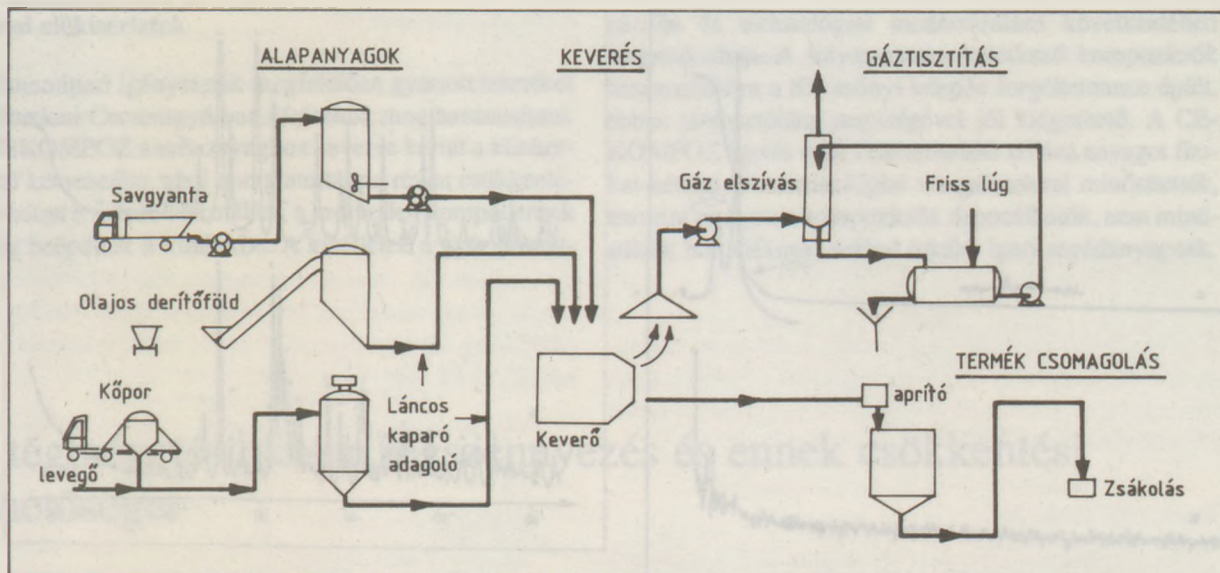 ALAPANYAGOK
KEVERÉS
GÁZTISZTÍTÁS
Savgyanta
Gáz elszívás
Friss lúg
Olajos derítőföld
Kőpor
levegő
Láncos
kaparó
adagoló
Keverő
TERMÉK CSOMAGOLÁS
aprító
Zsákolás